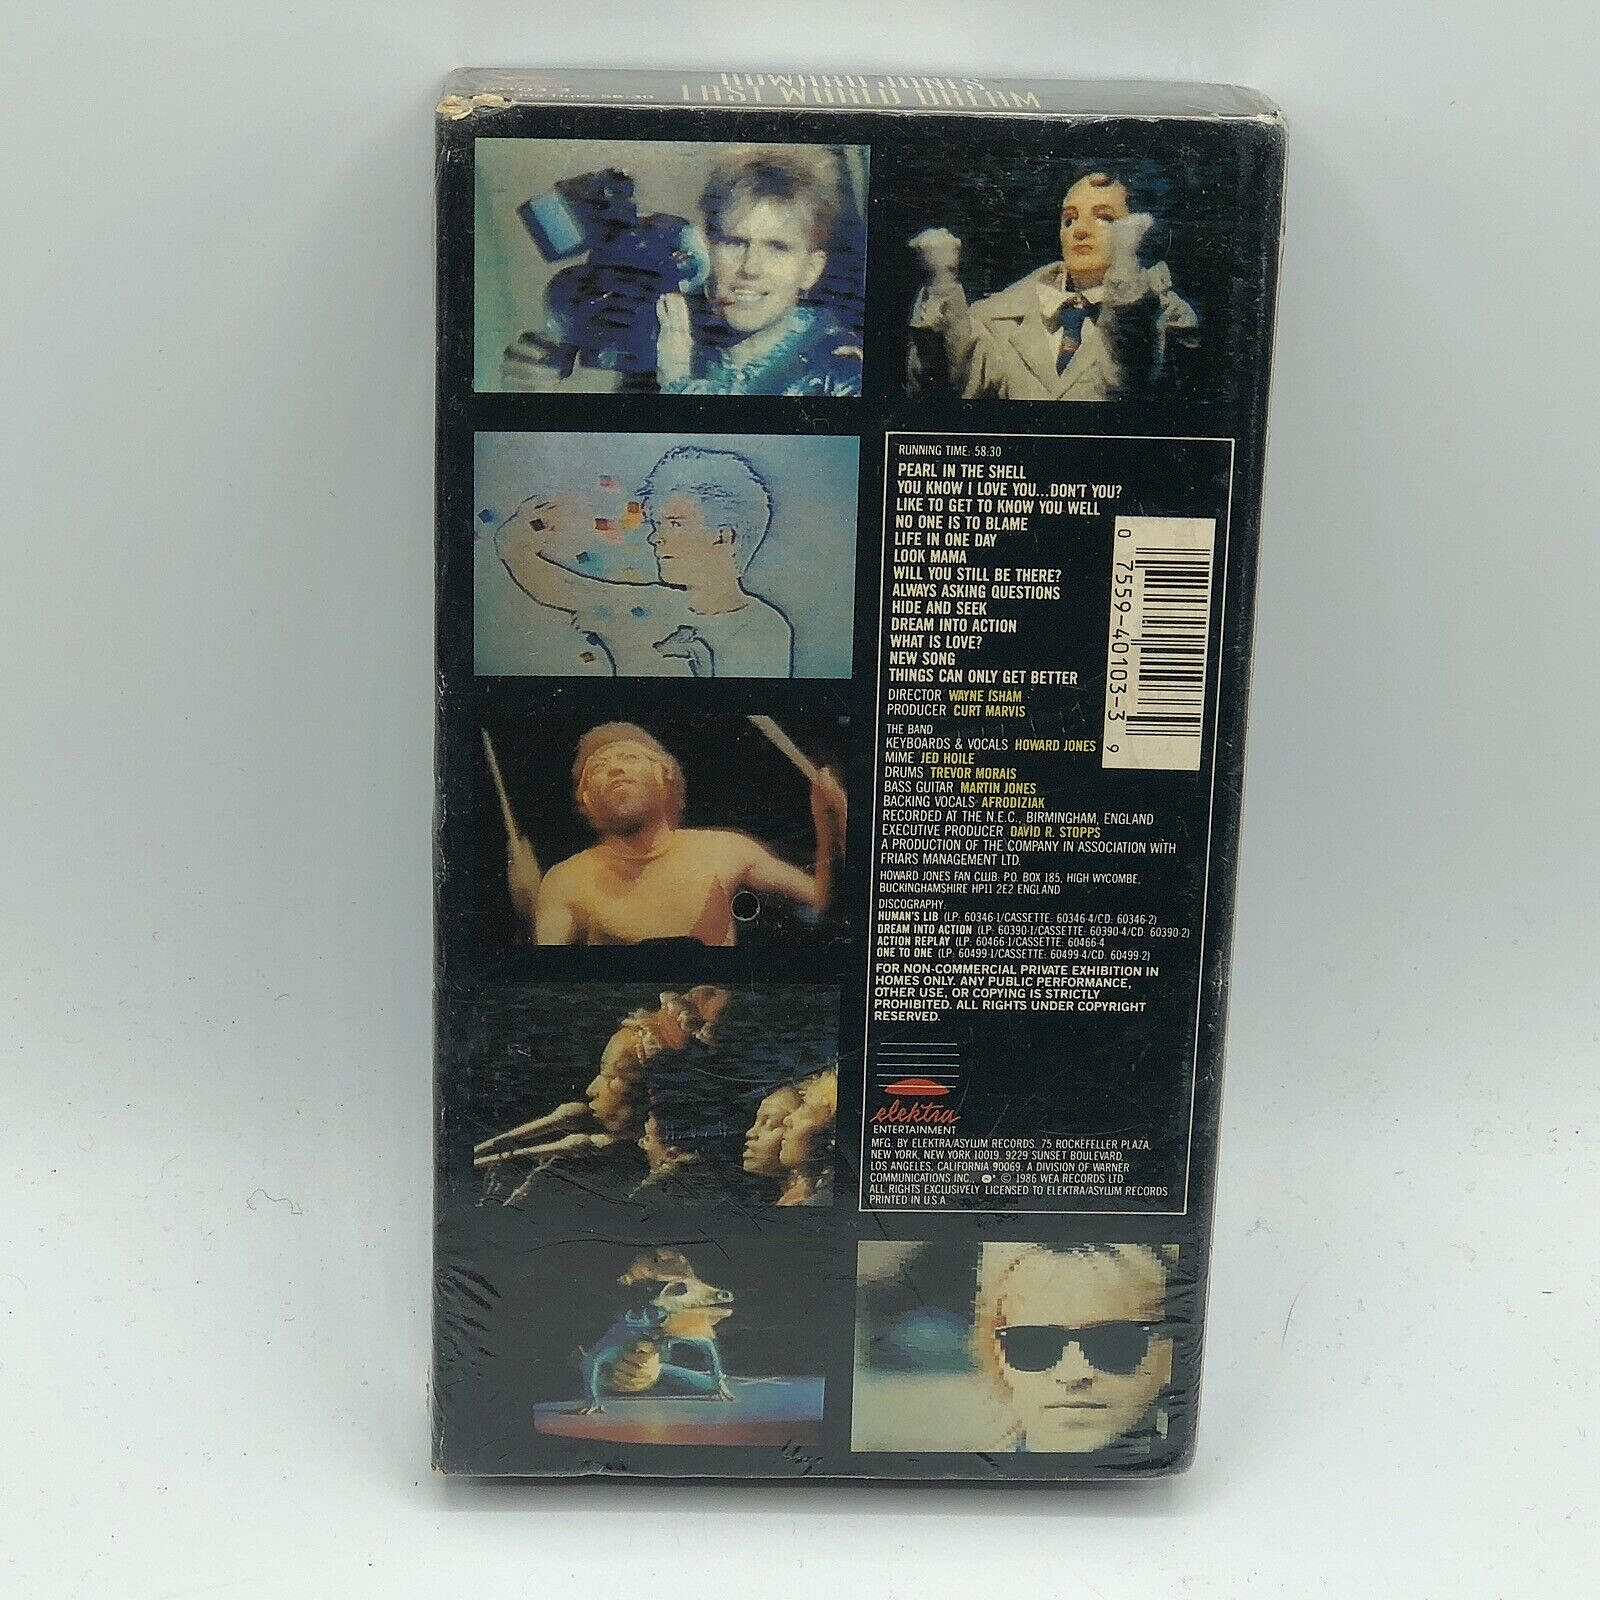 HOWARD JONES
LAST WORLD DREAM
58:30
RUNNING TIME: 58:30
PEARL IN THE SHELL
YOU KNOW I LOVE YOU...DON'T YOU?
LIKE TO GET TO KNOW YOU WELL
NO ONE IS TO BLAME
LIFE IN ONE DAY
LOOK MAMA
WILL YOU STILL BE THERE?
ALWAYS ASKING QUESTIONS
HIDE AND SEEK
DREAM INTO ACTION
WHAT IS LOVE?
NEW SONG
THINGS CAN ONLY GET BETTER
DIRECTOR WAYNE ISHAM
PRODUCER CURT MARVIS
0 7559-40103-3 9
THE BAND
KEYBOARDS & VOCALS HOWARD JONES
MIME JED HOILE
DRUMS TREVOR MORAIS
BASS GUITAR MARTIN JONES
BACKING VOCALS AFRODIZIAK
RECORDED AT THE N.E.C., BIRMINGHAM, ENGLAND
EXECUTIVE PRODUCER DAVID R. STOPPS
A PRODUCTION OF THE COMPANY IN ASSOCIATION WITH
FRIARS MANAGEMENT LTD.
HOWARD JONES FAN CLUB: P.O. BOX 185, HIGH WYCOMBE,
BUCKINGHAMSHIRE HP11 2E2 ENGLAND
DISCOGRAPHY:
HUMAN'S LIB (LP: 60346-1/CASSETTE: 60346-4/CD: 60346-2)
DREAM INTO ACTION (LP: 60390-1/CASSETTE: 60390-4/CD: 60390-2)
ACTION REPLAY (LP: 60466-1/CASSETTE: 60466-4
ONE TO ONE (LP: 60499-1/CASSETTE: 60499-4/CD: 60499-2)
FOR NON-COMMERCIAL PRIVATE EXHIBITION IN
HOMES ONLY. ANY PUBLIC PERFORMANCE,
OTHER USE, OR COPYING IS STRICTLY
PROHIBITED. ALL RIGHTS UNDER COPYRIGHT
RESERVED.
elektra
ENTERTAINMENT
MFG. BY ELEKTRA/ASYLUM RECORDS, 75 ROCKEFELLER PLAZA,
NEW YORK, NEW YORK 10019. 9229 SUNSET BOULEVARD,
LOS ANGELES, CALIFORNIA 90069. A DIVISION OF WARNER
COMMUNICATIONS INC., © 1986 WEA RECORDS LTD.
ALL RIGHTS EXCLUSIVELY LICENSED TO ELEKTRA/ASYLUM RECORDS
PRINTED IN U.S.A.